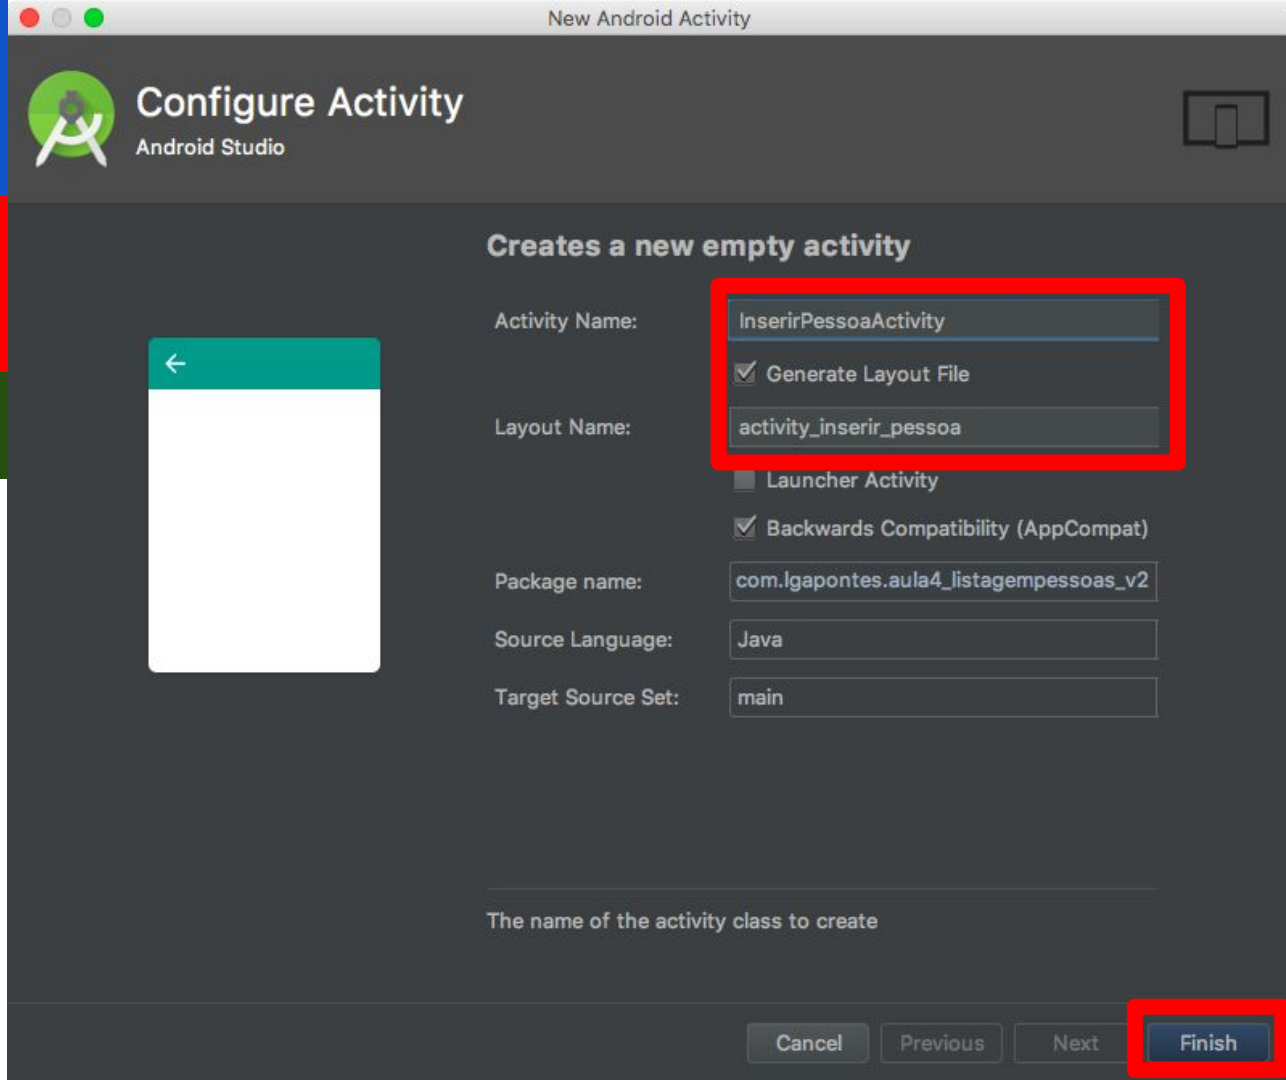 New Android Activity
Configure Activity
Android Studio
Creates a new empty activity
Activity Name: InserirPessoaActivity
Generate Layout File
Layout Name: activity_inserir_pessoa
Launcher Activity
Backwards Compatibility (AppCompat)
Package name: com.lgapontes.aula4_listagempessoas_v2
Source Language: Java
Target Source Set: main
The name of the activity class to create
Cancel Previous Next Finish